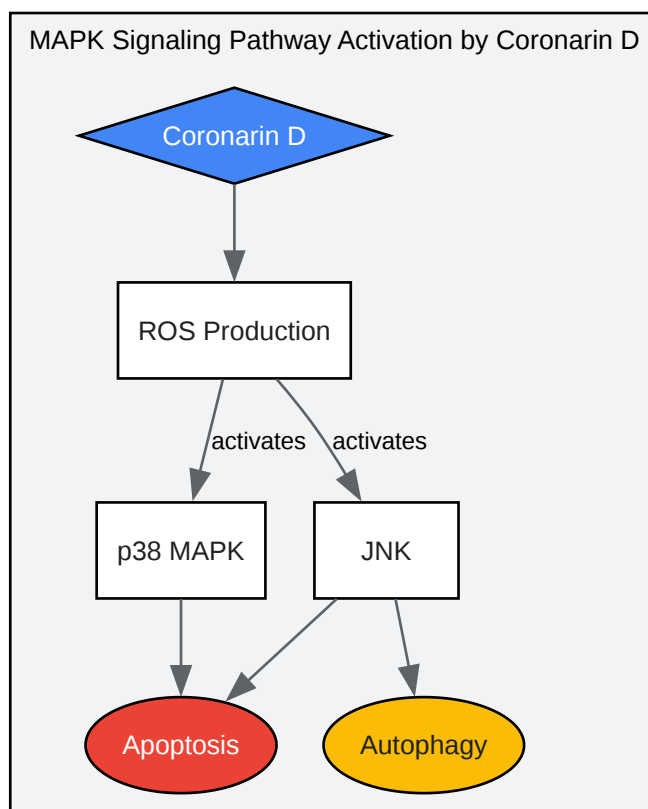 MAPK Signaling Pathway Activation by Coronarin D
Coronarin D
ROS Production
activates
activates
p38 MAPK
JNK
Apoptosis
Autophagy